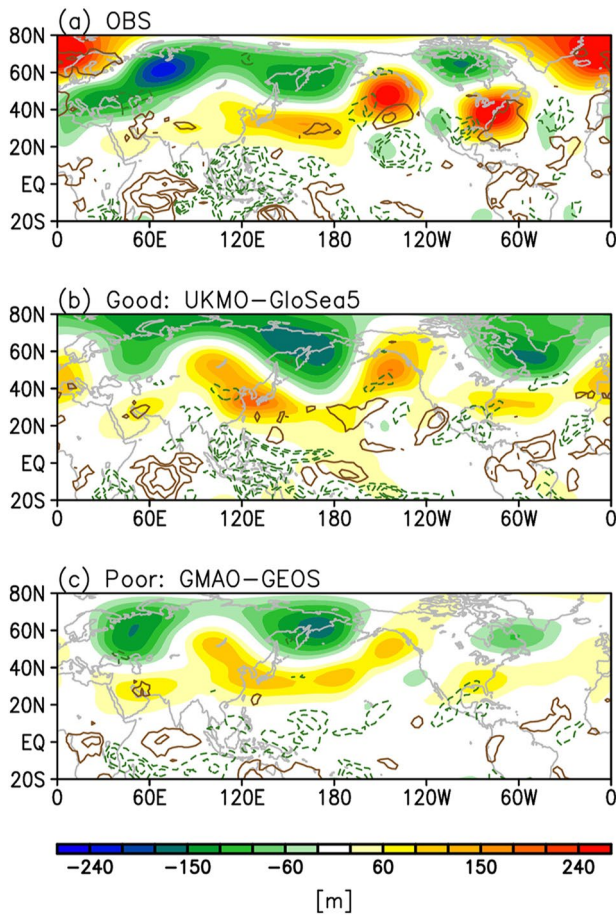 (a) OBS
80N
60N
40N
20N
EQ
20S
0 60E 120E 180 120W 60W 0
(b) Good: UKMO-GloSea5
80N
60N
40N
20N
EQ
20S
0 60E 120E 180 120W 60W 0
(c) Poor: GMAO-GEOS
80N
60N
40N
20N
EQ
20S
0 60E 120E 180 120W 60W 0
-240 -150 -60 60 150 240
[m]